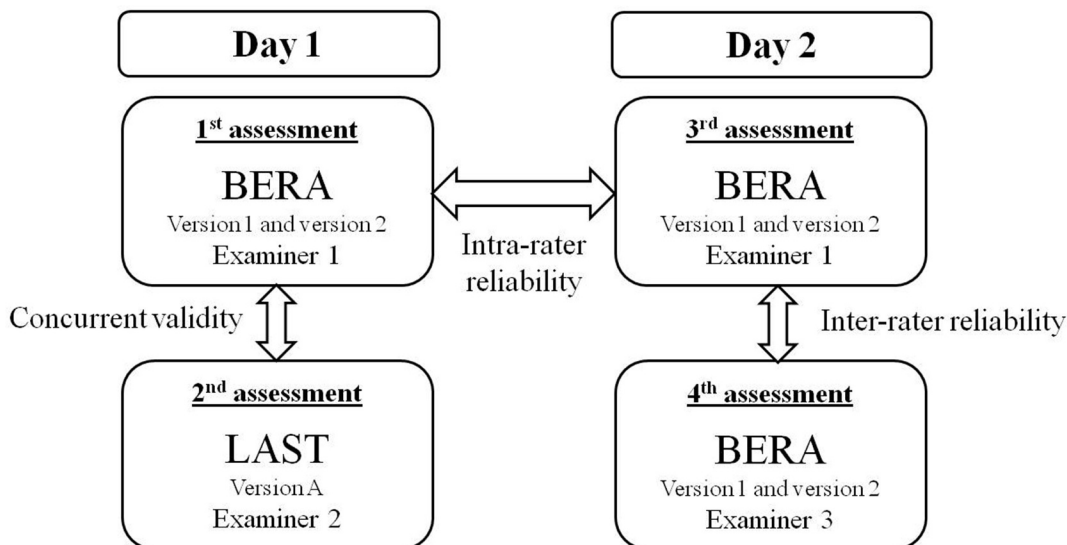 Day 1
Day 2
1st assessment
BERA
Version 1 and version 2
Examiner 1
Intra-rater
reliability
3rd assessment
BERA
Version 1 and version 2
Examiner 1
Concurrent validity
Inter-rater reliability
2nd assessment
LAST
Version A
Examiner 2
4th assessment
BERA
Version 1 and version 2
Examiner 3